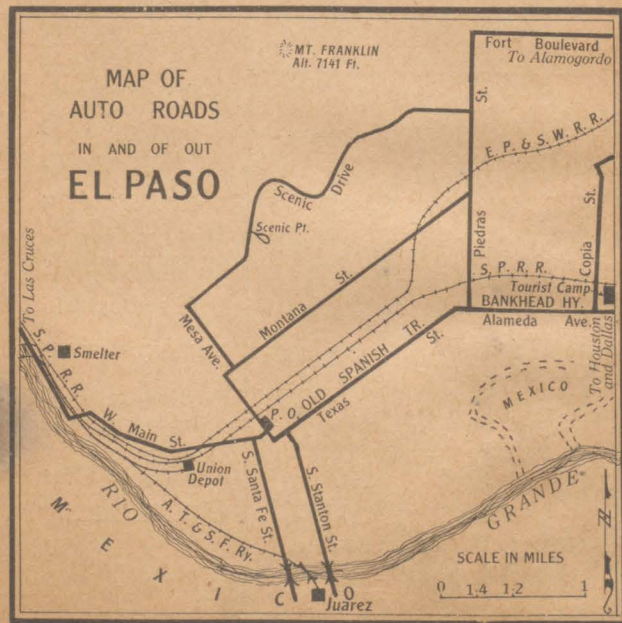 MAP OF
AUTO ROADS
IN AND OF OUT
EL PASO
MT. FRANKLIN
Alt. 7141 Ft.
Fort Boulevard
To Alamogordo
Piedras St.
E. P. & S. W. R. R.
Scenic Drive
Scenic Pt.
Copia St.
S. P. R. R.
Tourist Camp
BANKHEAD HY.
Alameda Ave.
To Houston
and Dallas
Montana St.
Mesa Ave.
To Las Cruces
S. P. R. R.
Smelter
OLD SPANISH TR.
Texas St.
P. O.
W. Main St.
Union
Depot
MEXICO
S. Santa Fe St.
S. Stanton St.
A. T. & S. F. Ry.
RIO GRANDE
MEXICO
Juarez
N
SCALE IN MILES
0 1-4 1-2 1